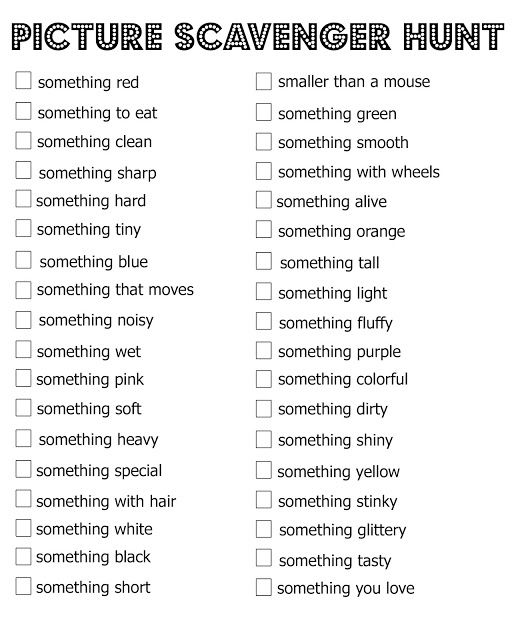 PICTURE SCAVENGER HUNT
something red
something to eat
something clean
something sharp
something hard
something tiny
something blue
something that moves
something noisy
something wet
something pink
something soft
something heavy
something special
something with hair
something white
something black
something short
smaller than a mouse
something green
something smooth
something with wheels
something alive
something orange
something tall
something light
something fluffy
something purple
something colorful
something dirty
something shiny
something yellow
something stinky
something glittery
something tasty
something you love